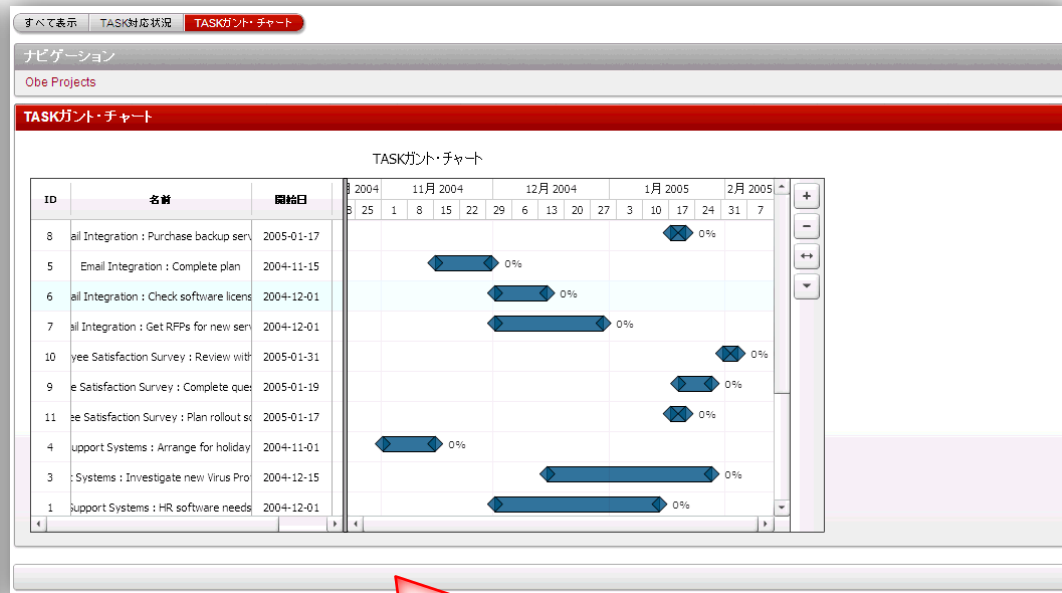 すべて表示 TASK対応状況 TASKガント・チャート
ナビゲーション
Obe Projects
TASKガント・チャート
TASKガント・チャート
ID 名前 開始日 2004 11月 2004 12月 2004 1月 2005 2月 2005
25 1 8 15 22 29 6 13 20 27 3 10 17 24 31 7
8 ail Integration : Purchase backup serv 2005-01-17 0%
5 Email Integration : Complete plan 2004-11-15 0%
6 ail Integration : Check software licens 2004-12-01 0%
7 ail Integration : Get RFPs for new serv 2004-12-01 0%
10 yee Satisfaction Survey : Review with 2005-01-31 0%
9 e Satisfaction Survey : Complete ques 2005-01-19 0%
11 ee Satisfaction Survey : Plan rollout sc 2005-01-17 0%
4 upport Systems : Arrange for holiday 2004-11-01 0%
3 : Systems : Investigate new Virus Pro 2004-12-15 0%
1 Support Systems : HR software needs 2004-12-01 0%